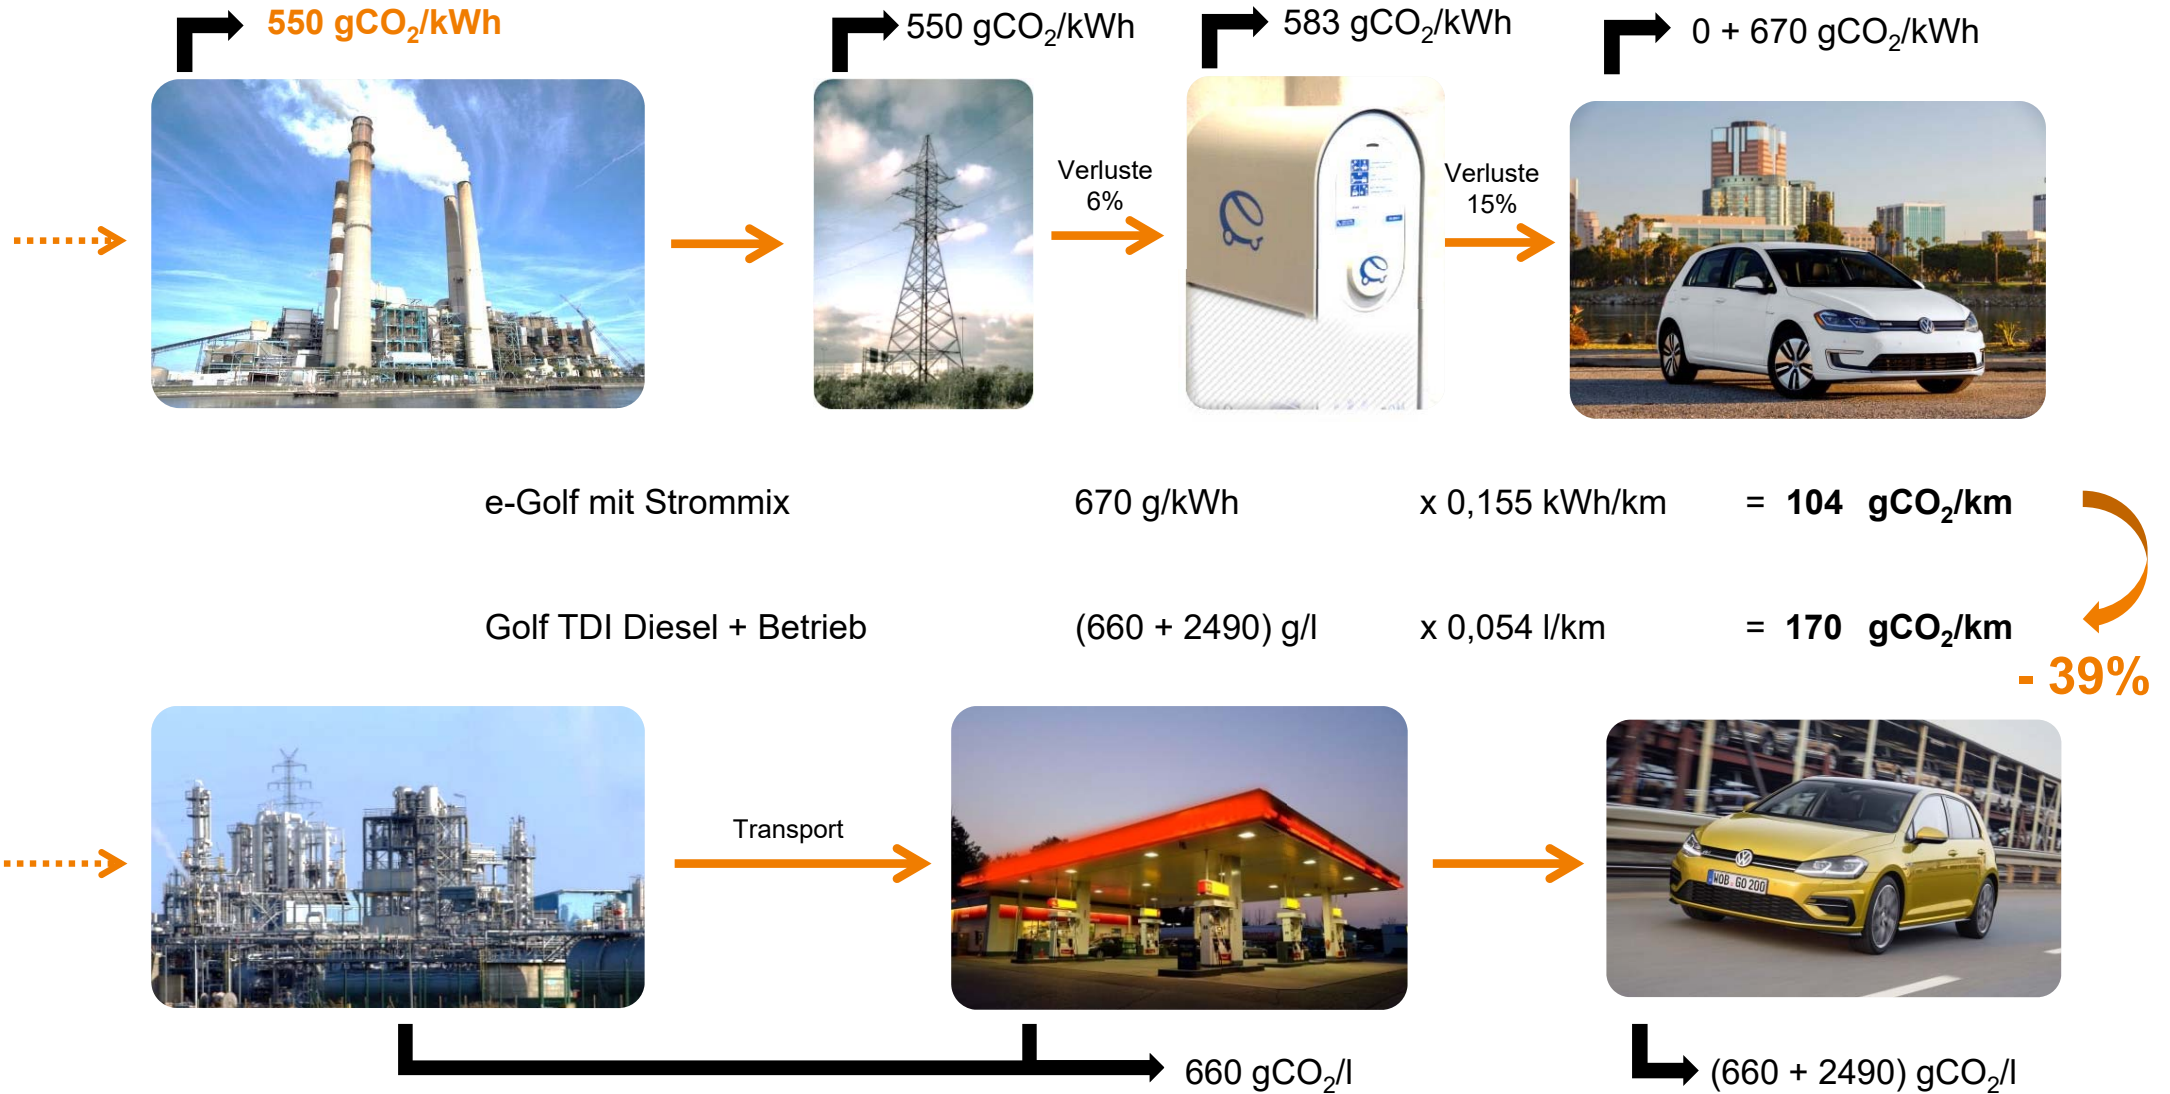 550 gCO₂/kWh
550 gCO₂/kWh
583 gCO₂/kWh
0 + 670 gCO₂/kWh
Verluste
6%
Verluste
15%
e-Golf mit Strommix 670 g/kWh x 0,155 kWh/km = 104 gCO₂/km
Golf TDI Diesel + Betrieb (660 + 2490) g/l x 0,054 l/km = 170 gCO₂/km
- 39%
Transport
WOB GO 200
660 gCO₂/l
(660 + 2490) gCO₂/l